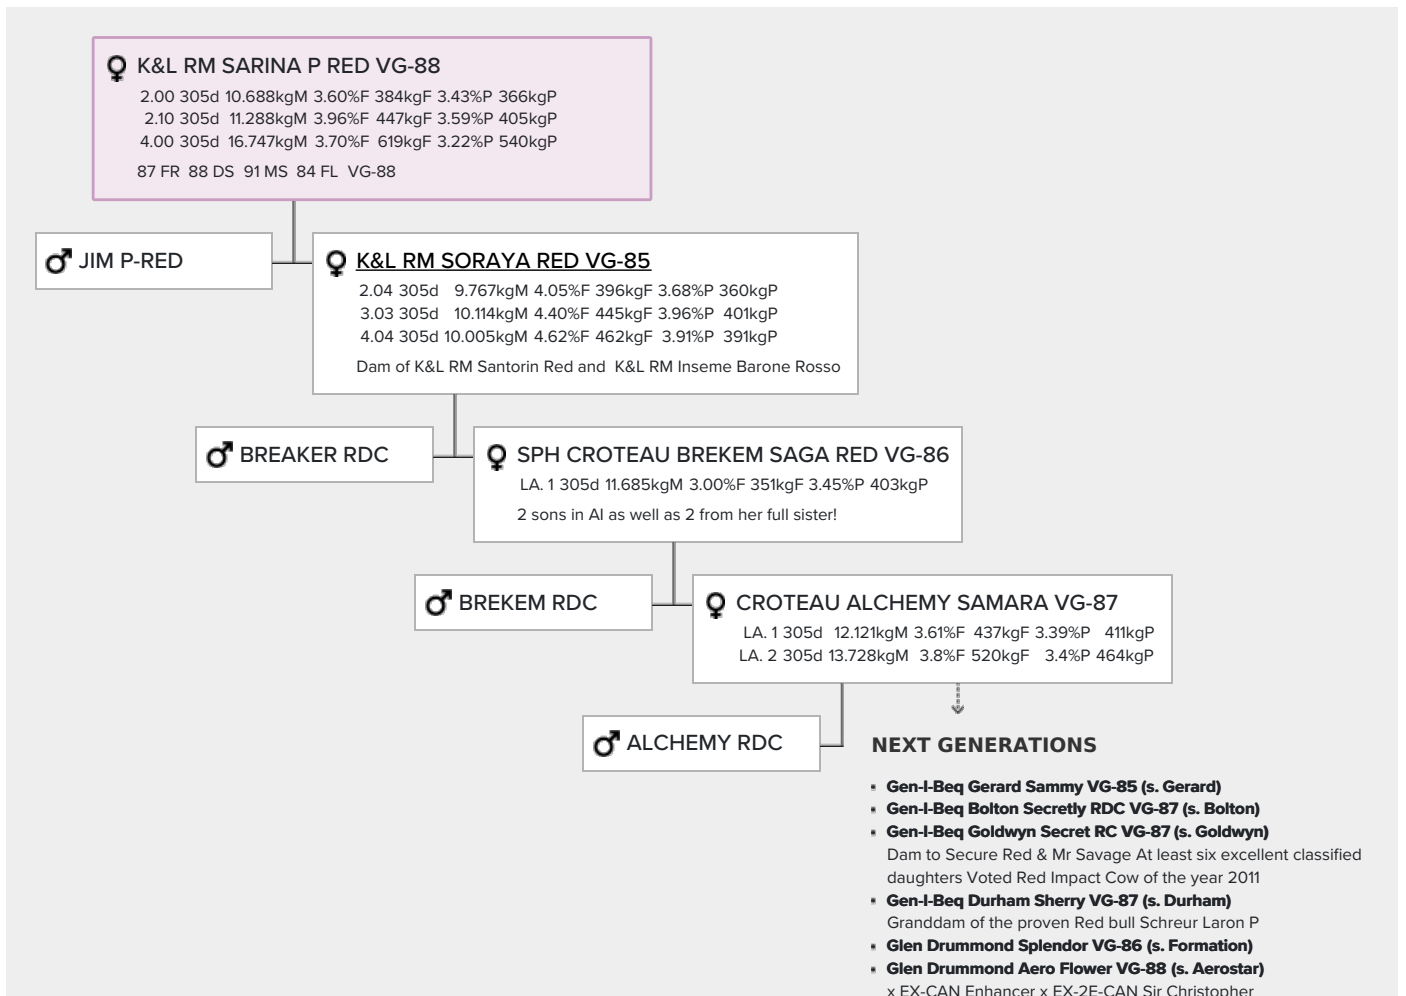 K&L RM SARINA P RED VG-88
2.00 305d 10.688kgM 3.60%F 384kgF 3.43%P 366kgP
2.10 305d 11.288kgM 3.96%F 447kgF 3.59%P 405kgP
4.00 305d 16.747kgM 3.70%F 619kgF 3.22%P 540kgP
87 FR 88 DS 91 MS 84 FL VG-88
JIM P-RED
K&L RM SORAYA RED VG-85
2.04 305d 9.767kgM 4.05%F 396kgF 3.68%P 360kgP
3.03 305d 10.114kgM 4.40%F 445kgF 3.96%P 401kgP
4.04 305d 10.005kgM 4.62%F 462kgF 3.91%P 391kgP
Dam of K&L RM Santorin Red and K&L RM Inseme Barone Rosso
BREAKER RDC
SPH CROTEAU BREKEM SAGA RED VG-86
LA. 1 305d 11.685kgM 3.00%F 351kgF 3.45%P 403kgP
2 sons in AI as well as 2 from her full sister!
BREKEM RDC
CROTEAU ALCHEMY SAMARA VG-87
LA. 1 305d 12.121kgM 3.61%F 437kgF 3.39%P 411kgP
LA. 2 305d 13.728kgM 3.8%F 520kgF 3.4%P 464kgP
ALCHEMY RDC
NEXT GENERATIONS
Gen-I-Beq Gerard Sammy VG-85 (s. Gerard)
Gen-I-Beq Bolton Secretly RDC VG-87 (s. Bolton)
Gen-I-Beq Goldwyn Secret RC VG-87 (s. Goldwyn)
Dam to Secure Red & Mr Savage At least six excellent classified
daughters Voted Red Impact Cow of the year 2011
Gen-I-Beq Durham Sherry VG-87 (s. Durham)
Granddam of the proven Red bull Schreur Laron P
Glen Drummond Splendor VG-86 (s. Formation)
Glen Drummond Aero Flower VG-88 (s. Aerostar)
x EX-CAN Enhancer x EX-2E-CAN Sir Christopher